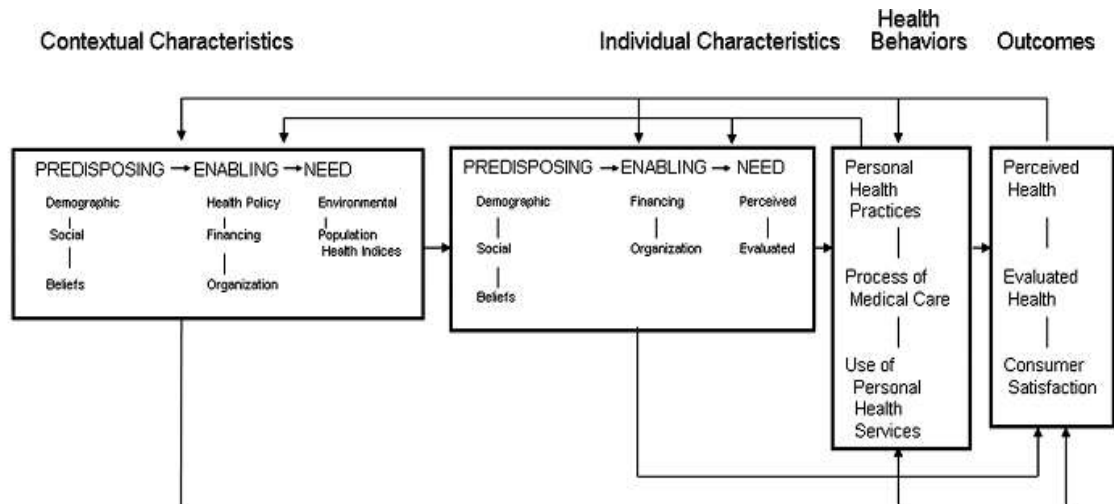 Contextual Characteristics
Individual Characteristics
Health
Behaviors
Outcomes
PREDISPOSING
ENABLING
NEED
Demographic
Social
Beliefs
Health Policy
Financing
Organization
Environmental
Population
Health Indices
PREDISPOSING
ENABLING
NEED
Demographic
Social
Beliefs
Financing
Organization
Perceived
Evaluated
Personal
Health
Practices
Process of
Medical Care
Use of
Personal
Health
Services
Perceived
Health
Evaluated
Health
Consumer
Satisfaction